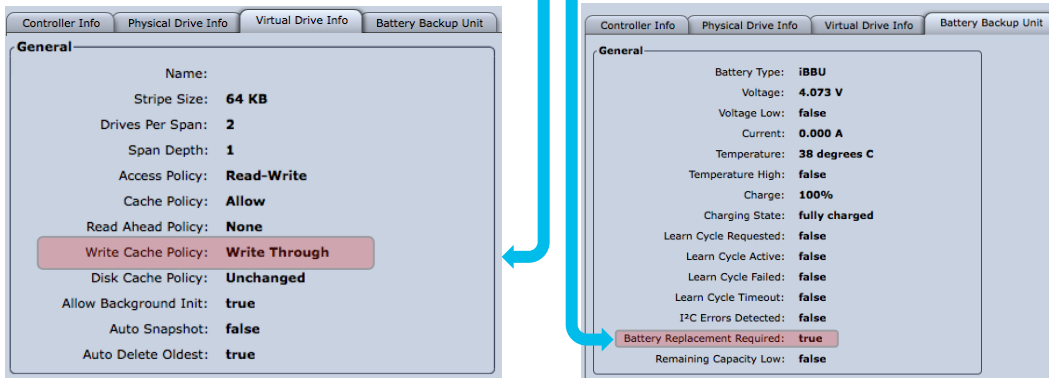 Controller Info Physical Drive Info Virtual Drive Info Battery Backup Unit
General
Name:
Stripe Size: 64 KB
Drives Per Span: 2
Span Depth: 1
Access Policy: Read-Write
Cache Policy: Allow
Read Ahead Policy: None
Write Cache Policy: Write Through
Disk Cache Policy: Unchanged
Allow Background Init: true
Auto Snapshot: false
Auto Delete Oldest: true
Controller Info Physical Drive Info Virtual Drive Info Battery Backup Unit
General
Battery Type: iBBU
Voltage: 4.073 V
Voltage Low: false
Current: 0.000 A
Temperature: 38 degrees C
Temperature High: false
Charge: 100%
Charging State: fully charged
Learn Cycle Requested: false
Learn Cycle Active: false
Learn Cycle Failed: false
Learn Cycle Timeout: false
I²C Errors Detected: false
Battery Replacement Required: true
Remaining Capacity Low: false